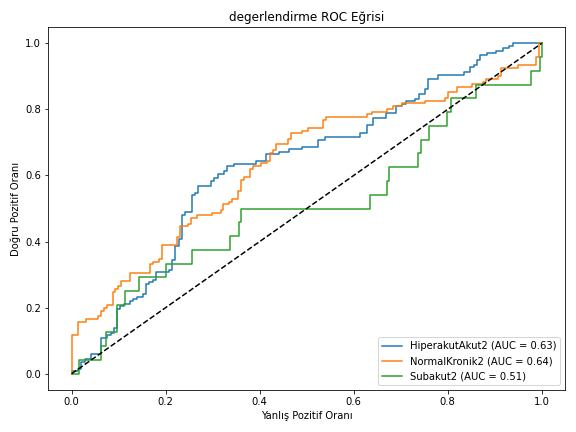 degerlendirme ROC Eğrisi
Doğru Pozitif Oranı
1.0
0.8
0.6
0.4
0.2
0.0
HiperakutAkut2 (AUC = 0.63)
NormalKronik2 (AUC = 0.64)
Subakut2 (AUC = 0.51)
0.0 0.2 0.4 0.6 0.8 1.0
Yanlış Pozitif Oranı